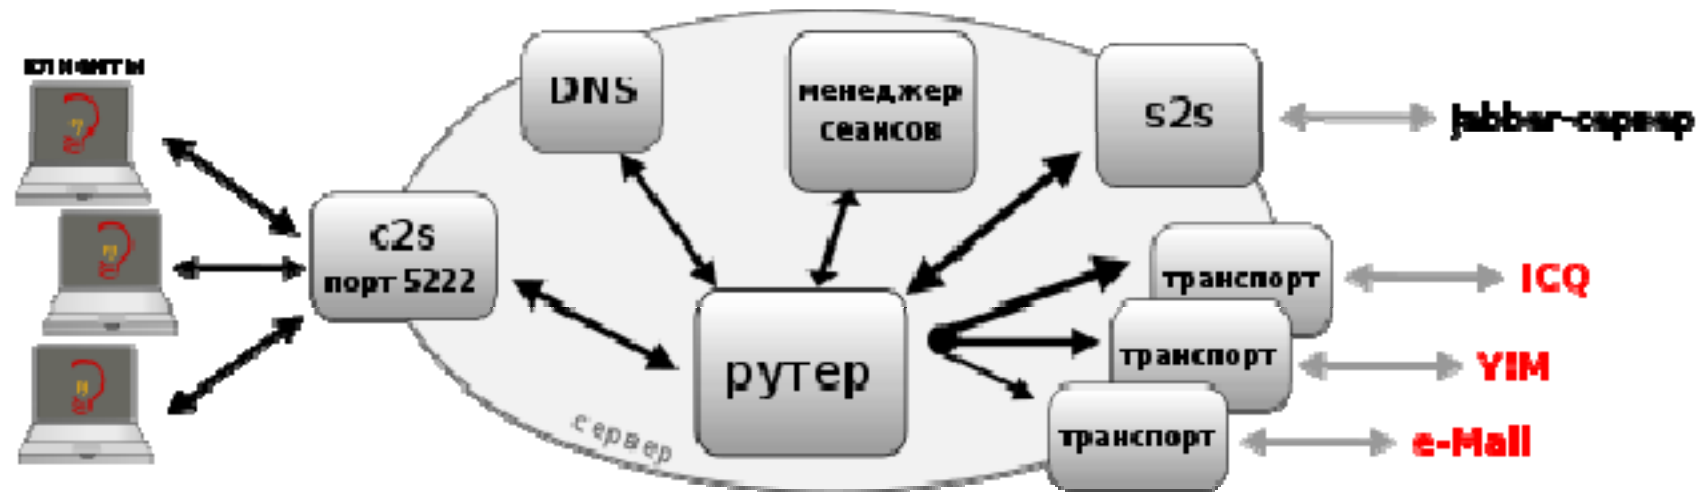 клиенты
DNS
менеджер
сеансов
s2s
Jabber-сервер
c2s
порт 5222
транспорт
ICQ
рутер
транспорт
YIM
сервер
транспорт
e-Mail